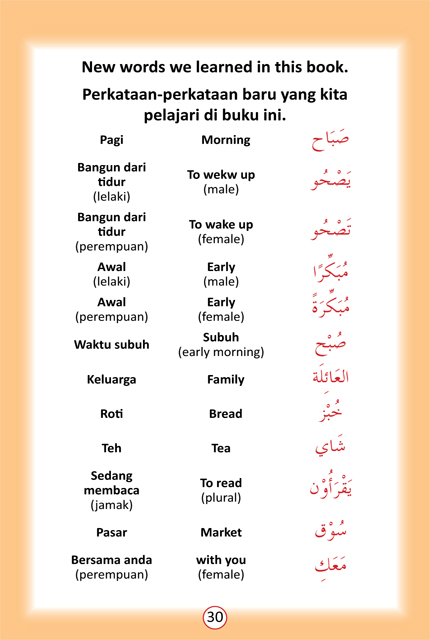 New words we learned in this book.
Perkataan-perkataan baru yang kita
pelajari di buku ini.
Pagi Morning صَبَاح
Bangun dari
tidur
(lelaki)
To wekw up
(male)
يَصْحُو
Bangun dari
tidur
(perempuan)
To wake up
(female)
تَصْحُو
Awal
(lelaki)
Early
(male)
مُبَكِّرًا
Awal
(perempuan)
Early
(female)
مُبَكِّرَةً
Waktu subuh
Subuh
(early morning)
صُبْح
Keluarga Family العَائِلَة
Roti Bread خُبْز
Teh Tea شَاي
Sedang
membaca
(jamak)
To read
(plural)
يَقْرَأُوْن
Pasar Market سُوْق
Bersama anda
(perempuan)
with you
(female)
مَعَكِ
30